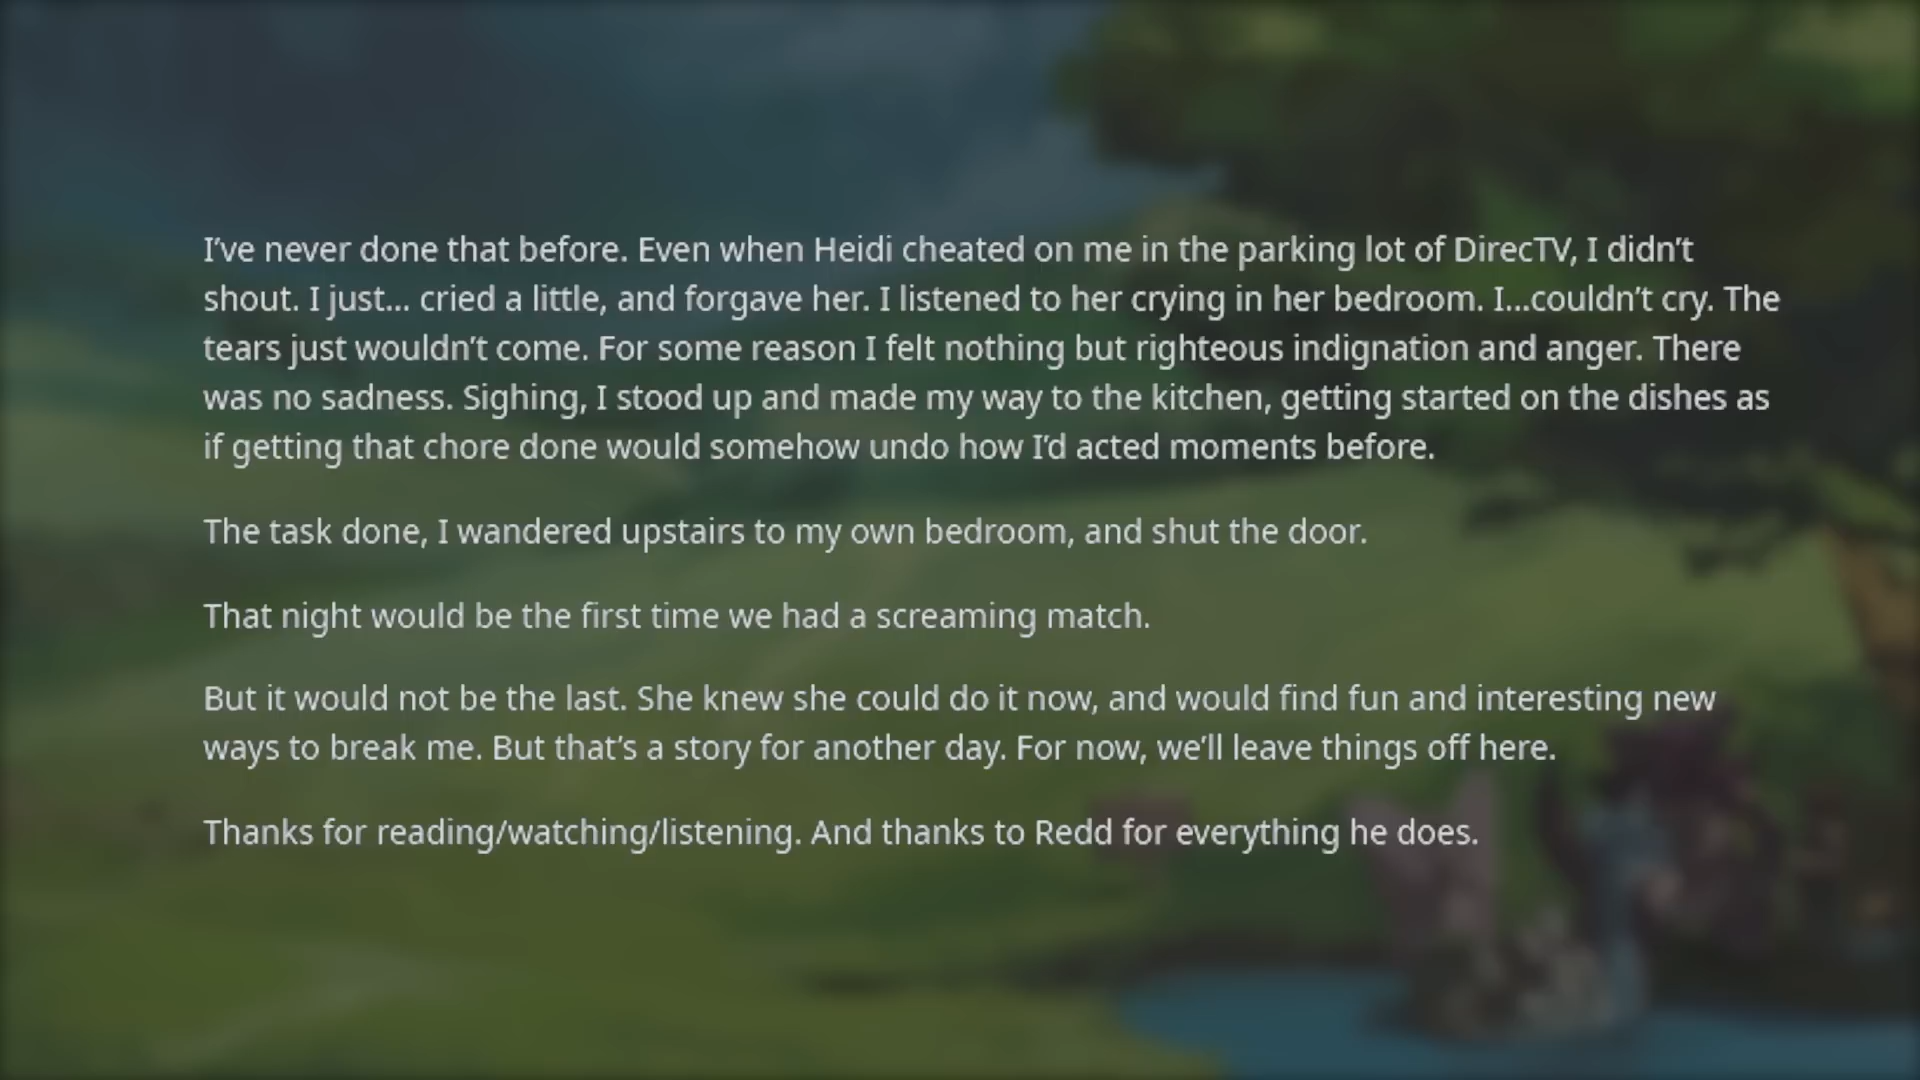 I’ve never done that before. Even when Heidi cheated on me in the parking lot of DirecTV, I didn’t
shout. I just... cried a little, and forgave her. I listened to her crying in her bedroom. I...couldn’t cry. The
tears just wouldn’t come. For some reason I felt nothing but righteous indignation and anger. There
was no sadness. Sighing, I stood up and made my way to the kitchen, getting started on the dishes as
if getting that chore done would somehow undo how I’d acted moments before.
The task done, I wandered upstairs to my own bedroom, and shut the door.
That night would be the first time we had a screaming match.
But it would not be the last. She knew she could do it now, and would find fun and interesting new
ways to break me. But that’s a story for another day. For now, we’ll leave things off here.
Thanks for reading/watching/listening. And thanks to Redd for everything he does.